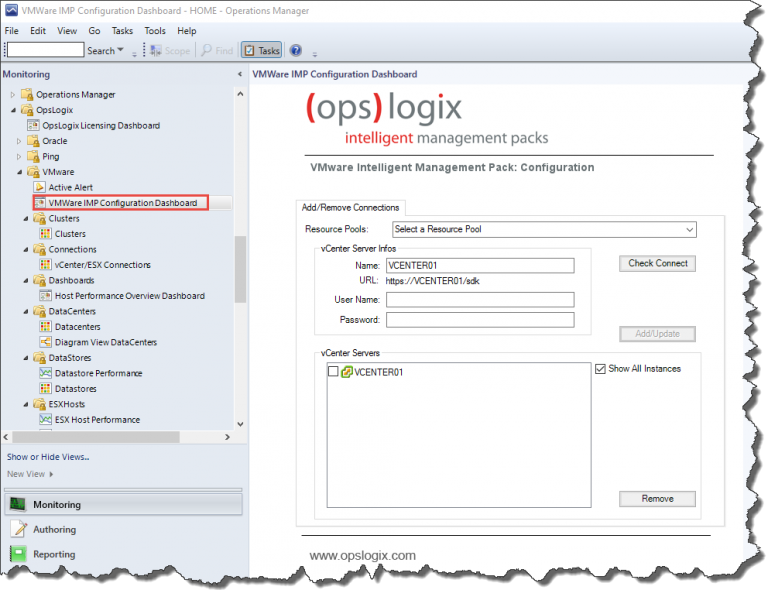 VMWare IMP Configuration Dashboard - HOME - Operations Manager
File Edit View Go Tasks Tools Help
Search Scope Find Tasks
Monitoring
Operations Manager
OpsLogix
OpsLogix Licensing Dashboard
Oracle
Ping
VMware
Active Alert
VMWare IMP Configuration Dashboard
Clusters
Clusters
Connections
vCenter/ESX Connections
Dashboards
Host Performance Overview Dashboard
DataCenters
Datacenters
Diagram View DataCenters
DataStores
Datastore Performance
Datastores
ESXHosts
ESX Host Performance
Show or Hide Views...
New View
Monitoring
Authoring
Reporting
VMWare IMP Configuration Dashboard
(ops)logix
intelligent management packs
VMware Intelligent Management Pack: Configuration
Add/Remove Connections
Resource Pools: Select a Resource Pool
vCenter Server Infos
Name: VCENTER01
Check Connect
URL: https://VCENTER01/sdk
User Name:
Password:
Add/Update
vCenter Servers
VCENTER01
Show All Instances
Remove
www.opslogix.com